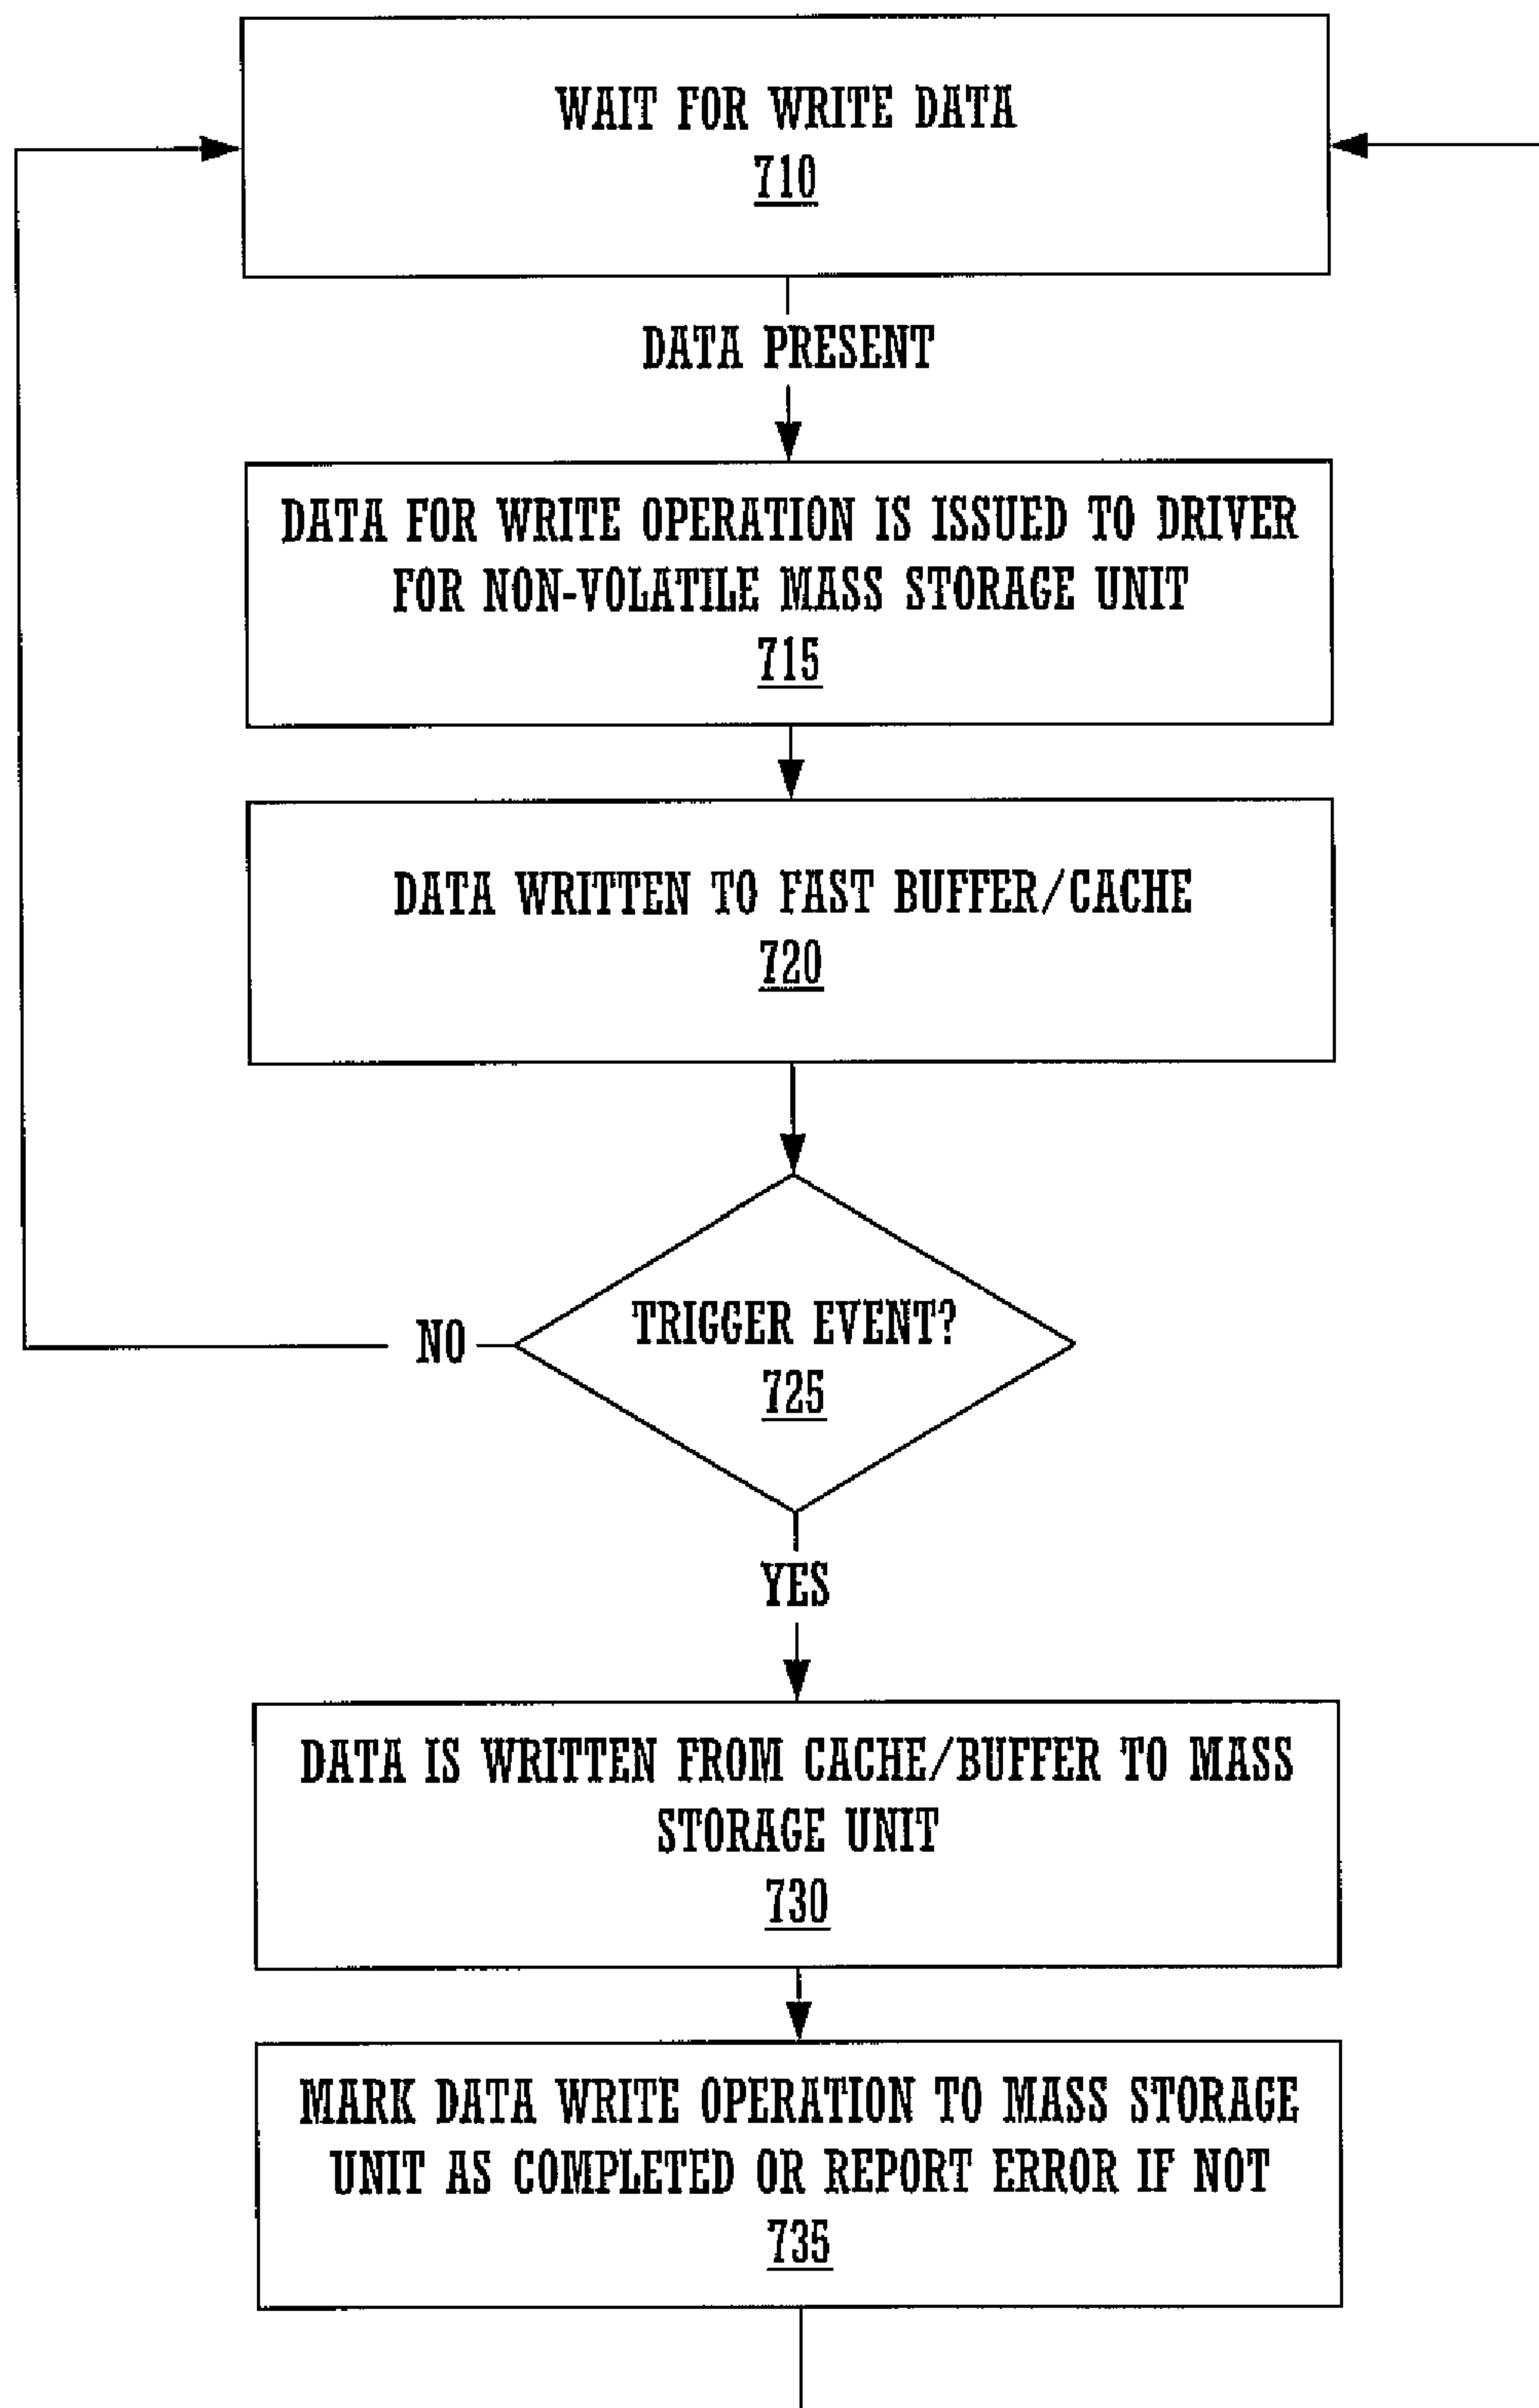 WAIT FOR WRITE DATA
710
DATA PRESENT
DATA FOR WRITE OPERATION IS ISSUED TO DRIVER
FOR NON-VOLATILE MASS STORAGE UNIT
715
DATA WRITTEN TO FAST BUFFER/CACHE
720
TRIGGER EVENT?
NO
725
YES
DATA IS WRITTEN FROM CACHE/BUFFER TO MASS
STORAGE UNIT
730
MARK DATA WRITE OPERATION TO MASS STORAGE
UNIT AS COMPLETED OR REPORT ERROR IF NOT
735